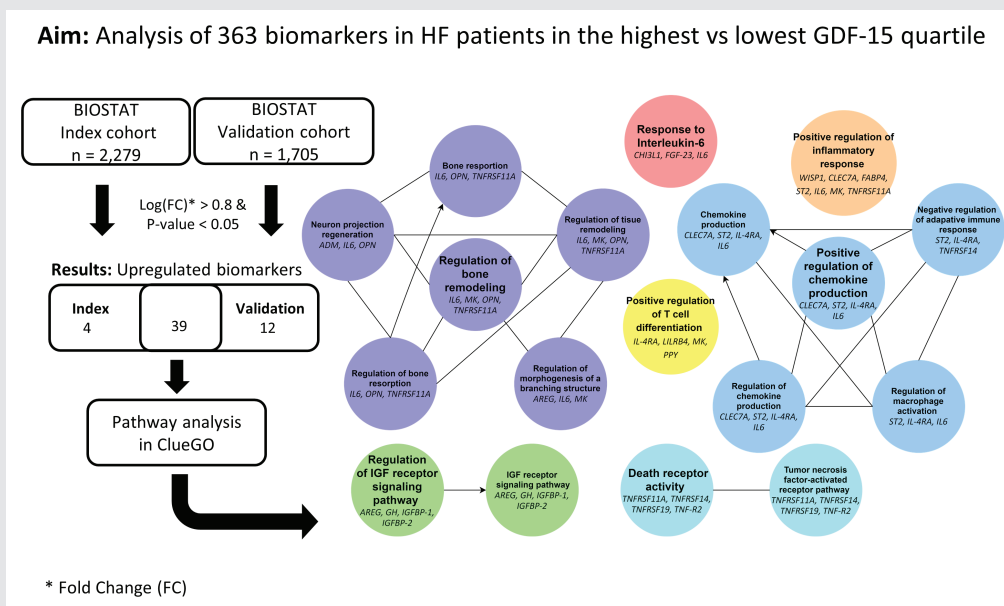 Aim: Analysis of 363 biomarkers in HF patients in the highest vs lowest GDF-15 quartile
BIOSTAT
Index cohort
n = 2,279
BIOSTAT
Validation cohort
n = 1,705
Log(FC)* > 0.8 &
P-value < 0.05
Results: Upregulated biomarkers
Index
4
39
Validation
12
Pathway analysis
in ClueGO
* Fold Change (FC)
Bone resportion
IL6, OPN, TNFRSF11A
Neuron projection
regeneration
ADM, IL6, OPN
Regulation of tissue
remodeling
IL6, MK, OPN,
TNFRSF11A
Regulation of
bone
remodeling
IL6, MK, OPN,
TNFRSF11A
Regulation of bone
resorption
IL6, OPN, TNFRSF11A
Regulation of
morphogenesis of a
branching structure
AREG, IL6, MK
Regulation
of IGF receptor
signaling
pathway
AREG, GH, IGFBP-1,
IGFBP-2
IGF receptor
signaling pathway
AREG, GH, IGFBP-1,
IGFBP-2
Response to
Interleukin-6
CHI3L1, FGF-23, IL6
Positive regulation of
inflammatory
response
WISP1, CLEC7A, FABP4,
ST2, IL6, MK, TNFRSF11A
Chemokine
production
CLEC7A, ST2, IL-4RA,
IL6
Negative regulation
of adaptive immune
response
ST2, IL-4RA,
TNFRSF14
Positive
regulation of
chemokine
production
CLEC7A, ST2, IL-4RA,
IL6
Positive regulation
of T cell
differentiation
IL-4RA, LILRB4, MK,
PPY
Regulation of
chemokine
production
CLEC7A, ST2, IL-4RA,
IL6
Regulation of
macrophage
activation
ST2, IL-4RA, IL6
Death receptor
activity
TNFRSF11A, TNFRSF14,
TNFRSF19, TNF-R2
Tumor necrosis
factor-activated
receptor pathway
TNFRSF11A, TNFRSF14,
TNFRSF19, TNF-R2